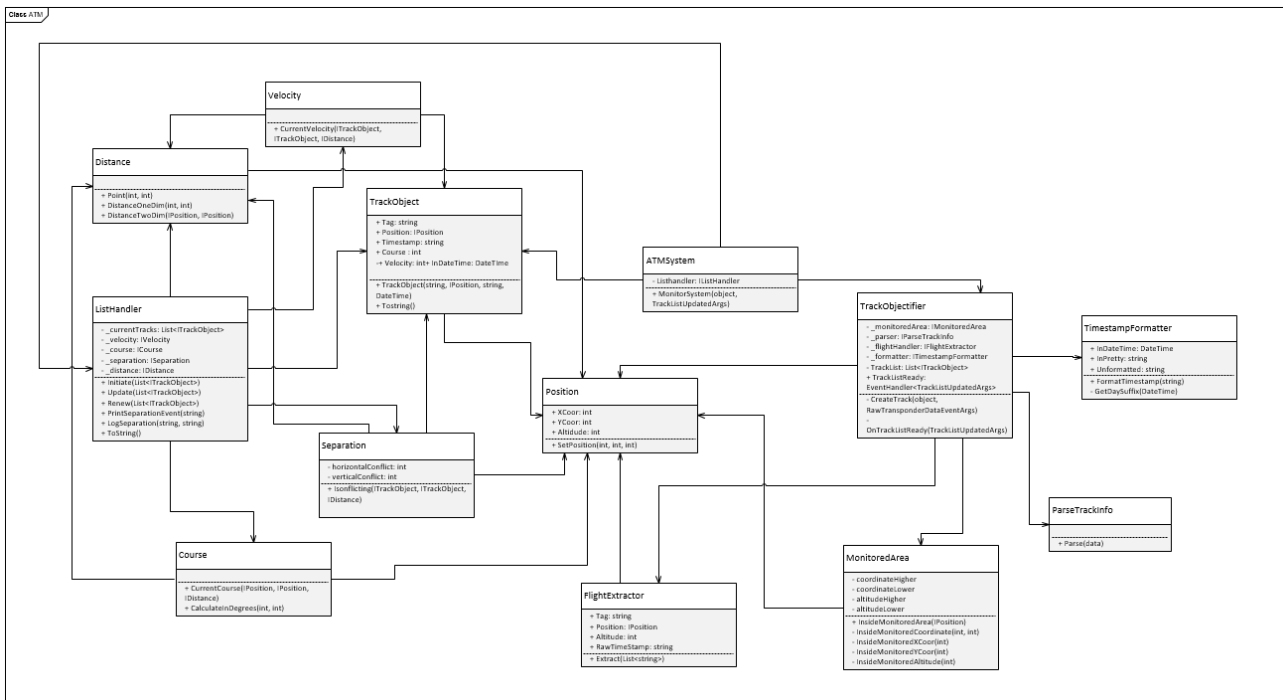 Class ATM
Velocity
+ CurrentVelocity(ITrackObject,
ITrackObject, IDistance)
Distance
+ Point(int, int)
+ DistanceOneDim(int, int)
+ DistanceTwoDim(IPosition, IPosition)
TrackObject
+ Tag: string
+ Position: IPosition
+ Timestamp: string
+ Course : int
-+ Velocity: int+ InDateTime: DateTime
+ TrackObject(string, IPosition, string,
DateTime)
+ Tostring()
ATMSystem
- Listhandler: IListHandler
+ MonitorSystem(object,
TrackListUpdatedArgs)
ListHandler
- _currentTracks: List<ITrackObject>
- _velocity: IVelocity
- _course: ICourse
- _separation: ISeparation
- _distance: IDistance
+ Initiate(List<ITrackObject>)
+ Update(List<ITrackObject>)
+ Renew(List<ITrackObject>)
+ PrintSeparationEvent(string)
+ LogSeparation(string, string)
+ ToString()
TrackObjectifier
- _monitoredArea: IMonitoredArea
- _parser: IParseTrackInfo
- _flightHandler: IFlightExtractor
- _formatter: ITimestampFormatter
- TrackList: List<ITrackObject>
+ TrackListReady:
EventHandler<TrackListUpdatedArgs>
- CreateTrack(object,
RawTransponderDataEventArgs)
-
OnTrackListReady(TrackListUpdatedArgs)
TimestampFormatter
+ InDateTime: DateTime
+ InPretty: string
+ Unformatted: string
+ FormatTimestamp(string)
- GetDaySuffix(DateTime)
Position
+ XCoor: int
+ YCoor: int
+ Altidude: int
+ SetPosition(int, int, int)
Separation
- horizontalConflict: int
- verticalConflict: int
+ Isonflicting(ITrackObject, ITrackObject,
IDistance)
ParseTrackInfo
+ Parse(data)
Course
+ CurrentCourse(IPosition, IPosition,
IDistance)
+ CalculateInDegrees(int, int)
MonitoredArea
- coordinateHigher
- coordinateLower
- altitudeHigher
- altitudeLower
+ InsideMonitoredArea(IPosition)
- InsideMonitoredCoordinate(int, int)
- InsideMonitoredXCoor(int)
- InsideMonitoredYCoor(int)
- InsideMonitoredAltitude(int)
FlightExtractor
+ Tag: string
+ Position: IPosition
+ Altitude: int
+ RawTimeStamp: string
+ Extract(List<string>)